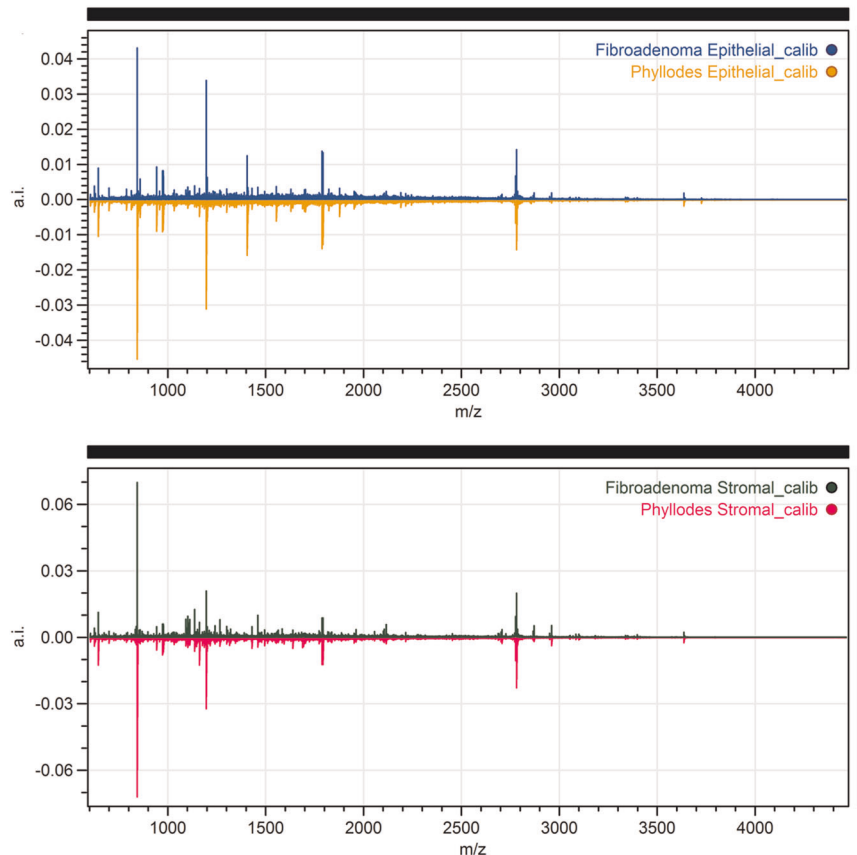 Fibroadenoma Epithelial_calib
Phyllodes Epithelial_calib
0.04
0.03
0.02
0.01
0.00
-0.01
-0.02
-0.03
-0.04
a.i.
1000 1500 2000 2500 3000 3500 4000
m/z
Fibroadenoma Stromal_calib
Phyllodes Stromal_calib
0.06
0.03
0.00
-0.03
-0.06
a.i.
1000 1500 2000 2500 3000 3500 4000
m/z